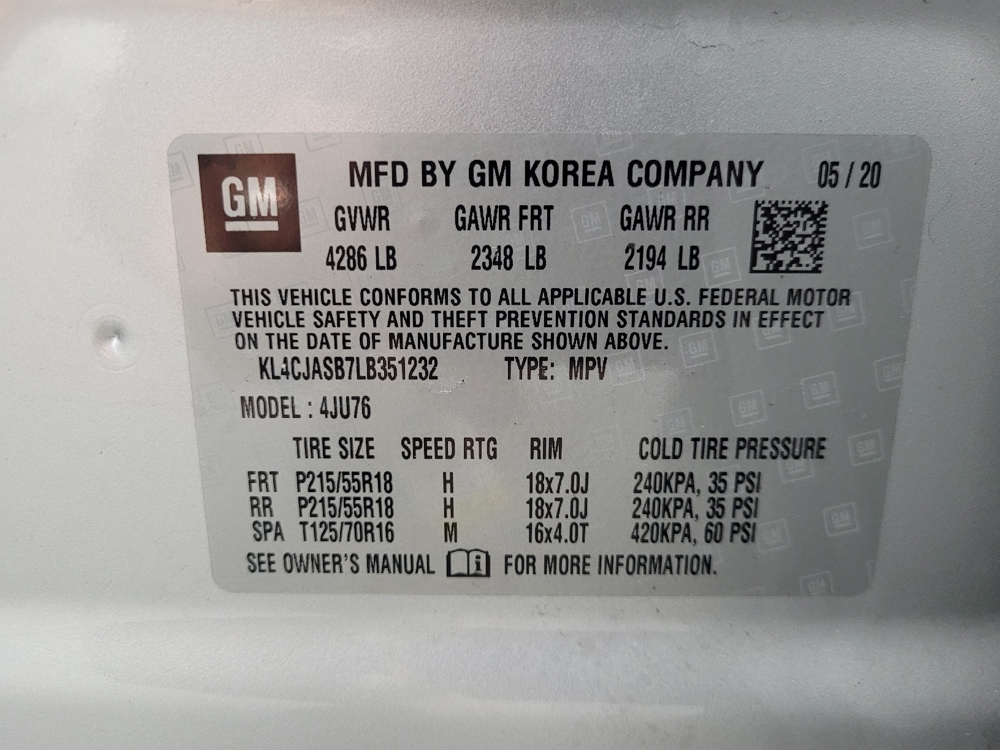 GM
MFD BY GM KOREA COMPANY 05 / 20
GVWR GAWR FRT GAWR RR
4286 LB 2348 LB 2194 LB
THIS VEHICLE CONFORMS TO ALL APPLICABLE U.S. FEDERAL MOTOR
VEHICLE SAFETY AND THEFT PREVENTION STANDARDS IN EFFECT
ON THE DATE OF MANUFACTURE SHOWN ABOVE.
KL4CJASB7LB351232 TYPE: MPV
MODEL : 4JU76
TIRE SIZE SPEED RTG RIM COLD TIRE PRESSURE
FRT P215/55R18 H 18x7.0J 240KPA, 35 PSI
RR P215/55R18 H 18x7.0J 240KPA, 35 PSI
SPA T125/70R16 M 16x4.0T 420KPA, 60 PSI
SEE OWNER'S MANUAL i FOR MORE INFORMATION.